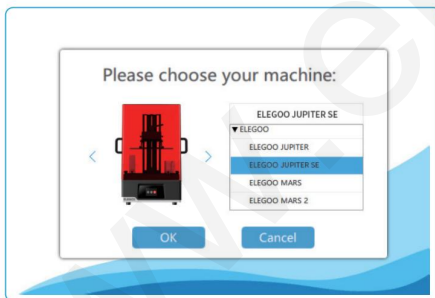 Please choose your machine:
ELEGOO JUPITER SE
ELEGOO
ELEGOO JUPITER
ELEGOO JUPITER SE
ELEGOO MARS
ELEGOO MARS 2
OK
Cancel